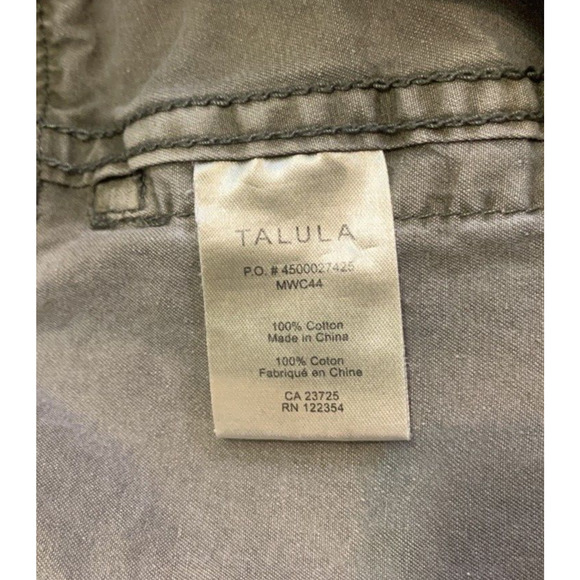 TALULA
P.O. # 4500027425
MWC44
100% Cotton
Made in China
100% Coton
Fabriqué en Chine
CA 23725
RN 122354